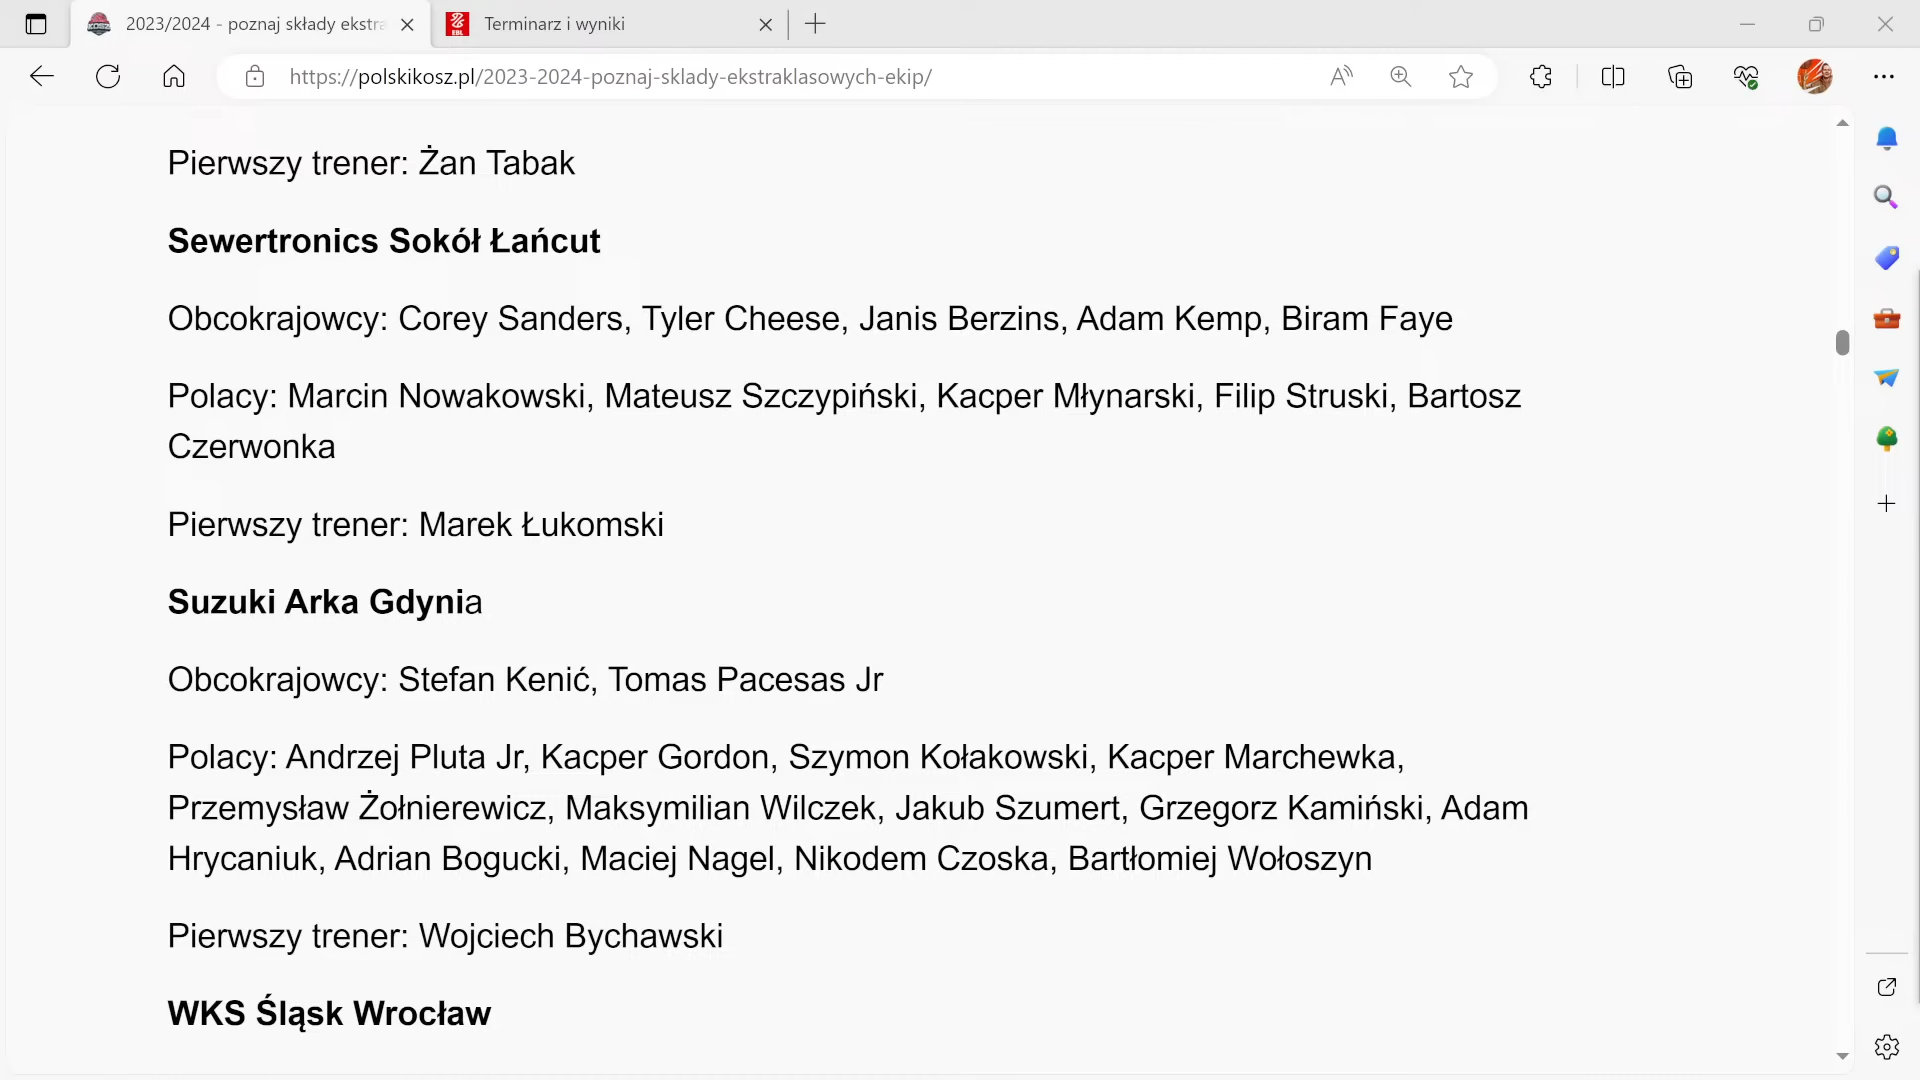 2023/2024 - poznaj składy ekstra
Terminarz i wyniki
https://polskikosz.pl/2023-2024-poznaj-sklady-ekstraklasowych-ekip/
Pierwszy trener: Żan Tabak
Sewertronics Sokół Łańcut
Obcokrajowcy: Corey Sanders, Tyler Cheese, Janis Berzins, Adam Kemp, Biram Faye
Polacy: Marcin Nowakowski, Mateusz Szczypiński, Kacper Młynarski, Filip Struski, Bartosz
Czerwonka
Pierwszy trener: Marek Łukomski
Suzuki Arka Gdynia
Obcokrajowcy: Stefan Kenić, Tomas Pacesas Jr
Polacy: Andrzej Pluta Jr, Kacper Gordon, Szymon Kołakowski, Kacper Marchewka,
Przemysław Żołnierewicz, Maksymilian Wilczek, Jakub Szumert, Grzegorz Kamiński, Adam
Hrycaniuk, Adrian Bogucki, Maciej Nagel, Nikodem Czoska, Bartłomiej Wołoszyn
Pierwszy trener: Wojciech Bychawski
WKS Śląsk Wrocław